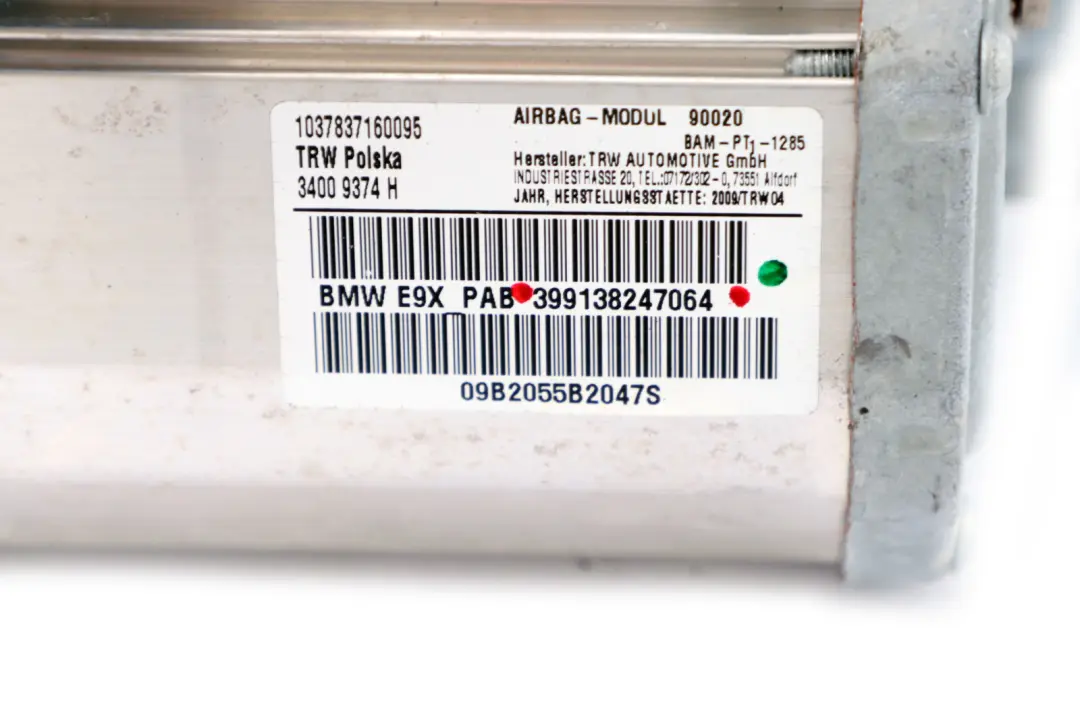 1037837160095
TRW Polska
3400 9374 H
AIRBAG-MODUL 90020
BAM-PT1-1285
Hersteller: TRW AUTOMOTIVE GmbH
INDUSTRIESTRASSE 20, TEL.:07172/302-0, 73551 Alfdorf
JAHR, HERSTELLUNGSSTAETTE: 2009/TRW04
BMW E9X PAB 399138247064
09B2055B2047S